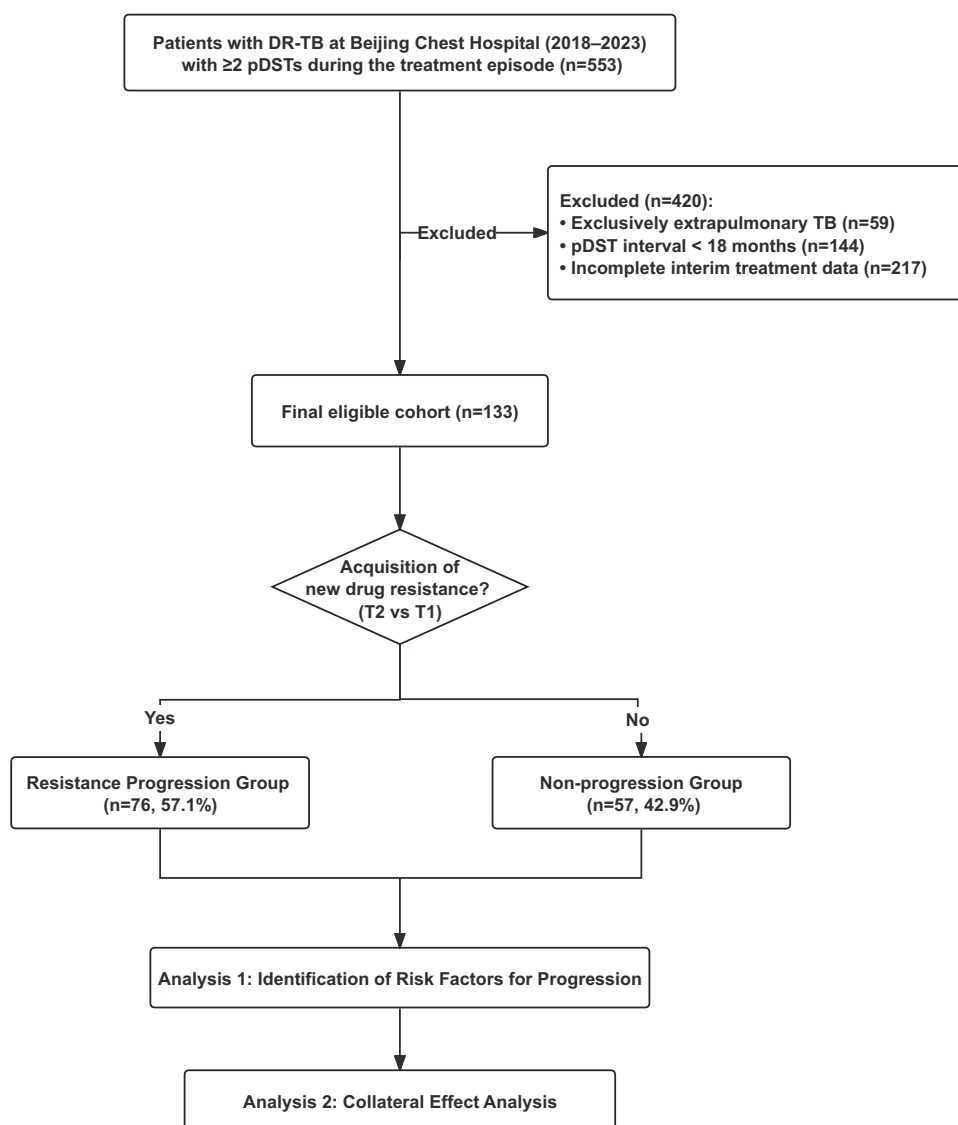 Patients with DR-TB at Beijing Chest Hospital (2018–2023)
with ≥2 pDSTs during the treatment episode (n=553)
Excluded
Excluded (n=420):
• Exclusively extrapulmonary TB (n=59)
• pDST interval < 18 months (n=144)
• Incomplete interim treatment data (n=217)
Final eligible cohort (n=133)
Acquisition of
new drug resistance?
(T2 vs T1)
Yes
No
Resistance Progression Group
(n=76, 57.1%)
Non-progression Group
(n=57, 42.9%)
Analysis 1: Identification of Risk Factors for Progression
Analysis 2: Collateral Effect Analysis